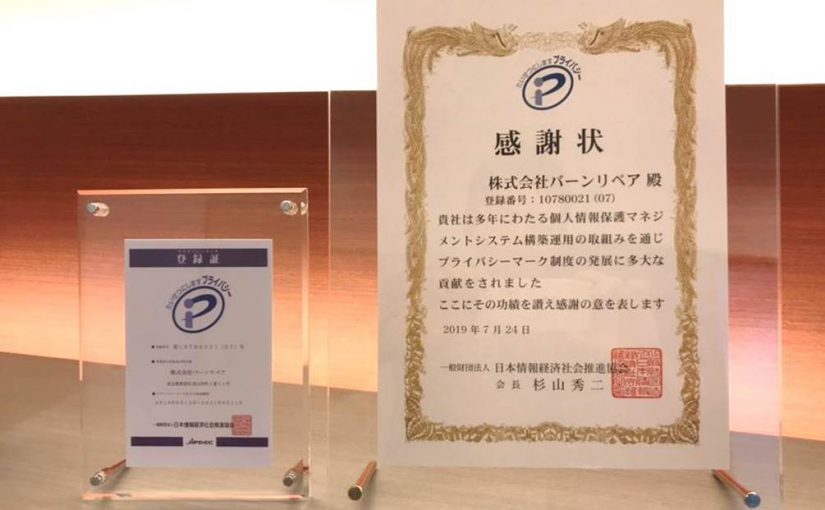 登録証
たいせつにしますプライバシー
株式会社バーンリペア
一般財団法人 日本情報経済社会推進協会
JIPDEC
たいせつにしますプライバシー
感謝状
株式会社バーンリペア 殿
登録番号：10780021 (07)
貴社は多年にわたる個人情報保護マネジ
メントシステム構築運用の取組みを通じ
プライバシーマーク制度の発展に多大な
貢献をされました
ここにその功績を讃え感謝の意を表します
2019 年 7 月 24 日
一般財団法人 日本情報経済社会推進協会
会 長 杉 山 秀 二